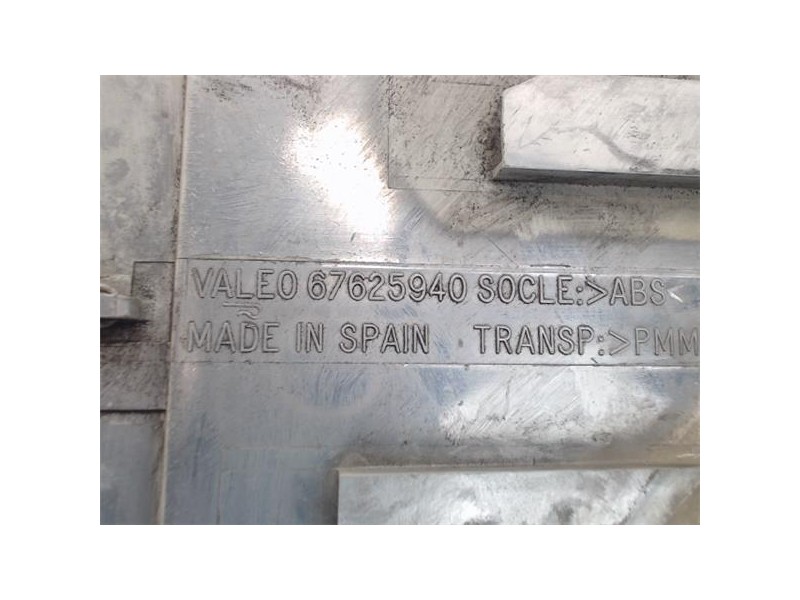 VALEO 67625940 SOCLE:>ABS<
MADE IN SPAIN TRANSP:>PMM